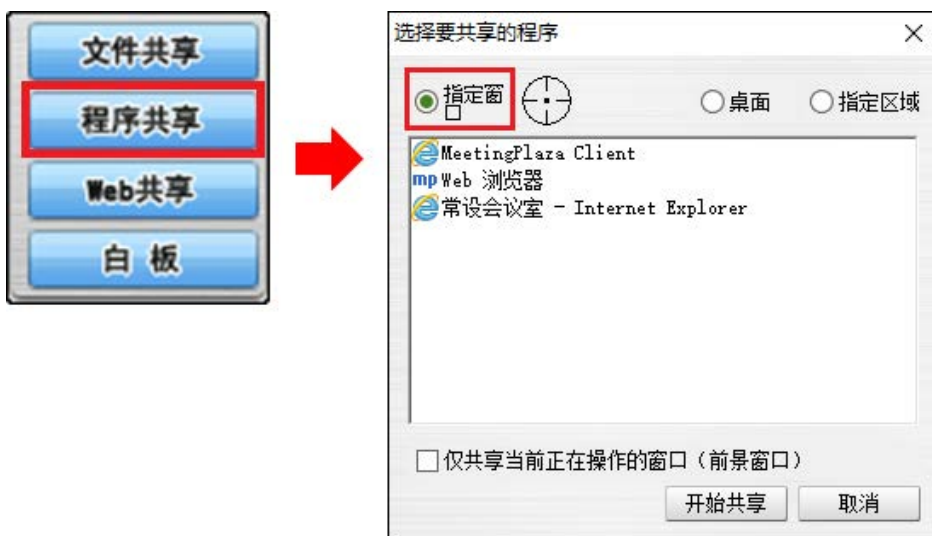 文件共享
程序共享
Web共享
白 板
选择要共享的程序
指定窗
口
桌面
指定区域
MeetingPlaza Client
mp Web 浏览器
常设会议室 - Internet Explorer
仅共享当前正在操作的窗口（前景窗口）
开始共享
取消